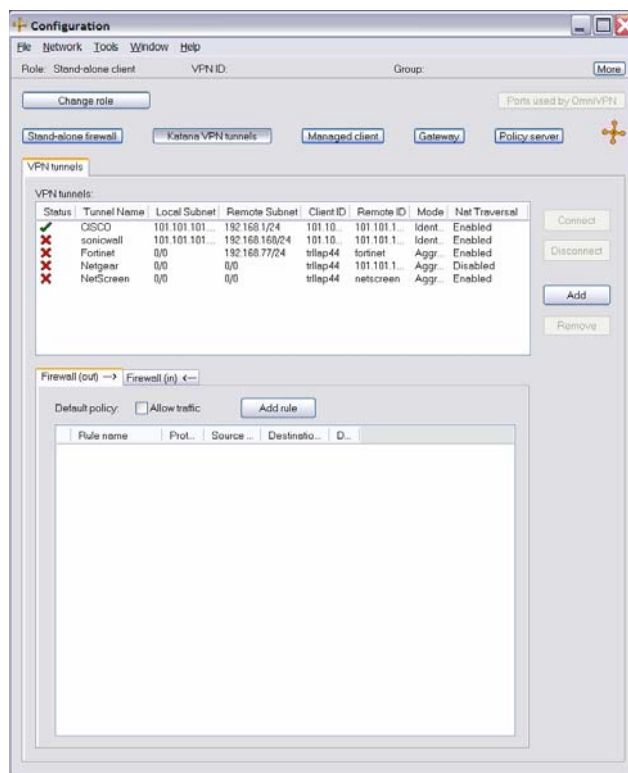 Configuration
File Network Tools Window Help
Role: Stand-alone client VPN ID: Group: More
Change role Ports used by OmniVPN
Stand-alone firewall Katana VPN tunnels Managed client Gateway Policy server
VPN tunnels
VPN tunnels:
Status Tunnel Name Local Subnet Remote Subnet Client ID Remote ID Mode Nat Traversal
CISCO 101.101.101... 192.168.1/24 101.10... 101.101.1... Ident... Enabled
sonicwall 101.101.101... 192.168.168/24 101.10... 101.101.1... Ident... Enabled
Fortinet 0/0 192.168.77/24 trllap44 fortinet Aggr... Enabled
Netgear 0/0 0/0 trllap44 101.101.1... Aggr... Disabled
NetScreen 0/0 0/0 trllap44 netscreen Aggr... Enabled
Connect
Disconnect
Add
Remove
Firewall (out) —> Firewall (in) <—
Default policy: Allow traffic Add rule
Rule name Prot... Source ... Destinatio... D...